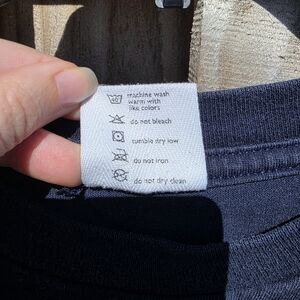 machine wash
warm with
like colors
do not bleach
tumble dry low
do not iron
do not dry clean